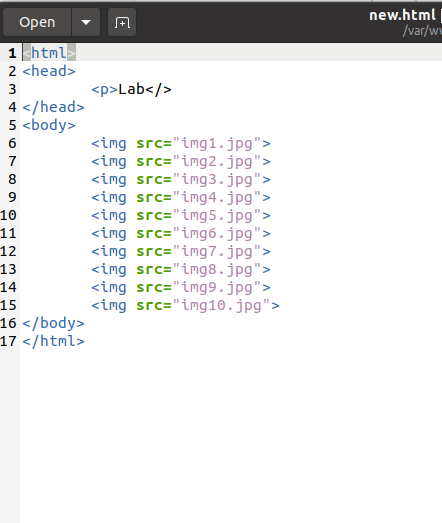 Open new.html
/var/ww
1 <html>
2 <head>
3 <p>Lab</>
4 </head>
5 <body>
6 <img src="img1.jpg">
7 <img src="img2.jpg">
8 <img src="img3.jpg">
9 <img src="img4.jpg">
10 <img src="img5.jpg">
11 <img src="img6.jpg">
12 <img src="img7.jpg">
13 <img src="img8.jpg">
14 <img src="img9.jpg">
15 <img src="img10.jpg">
16 </body>
17 </html>